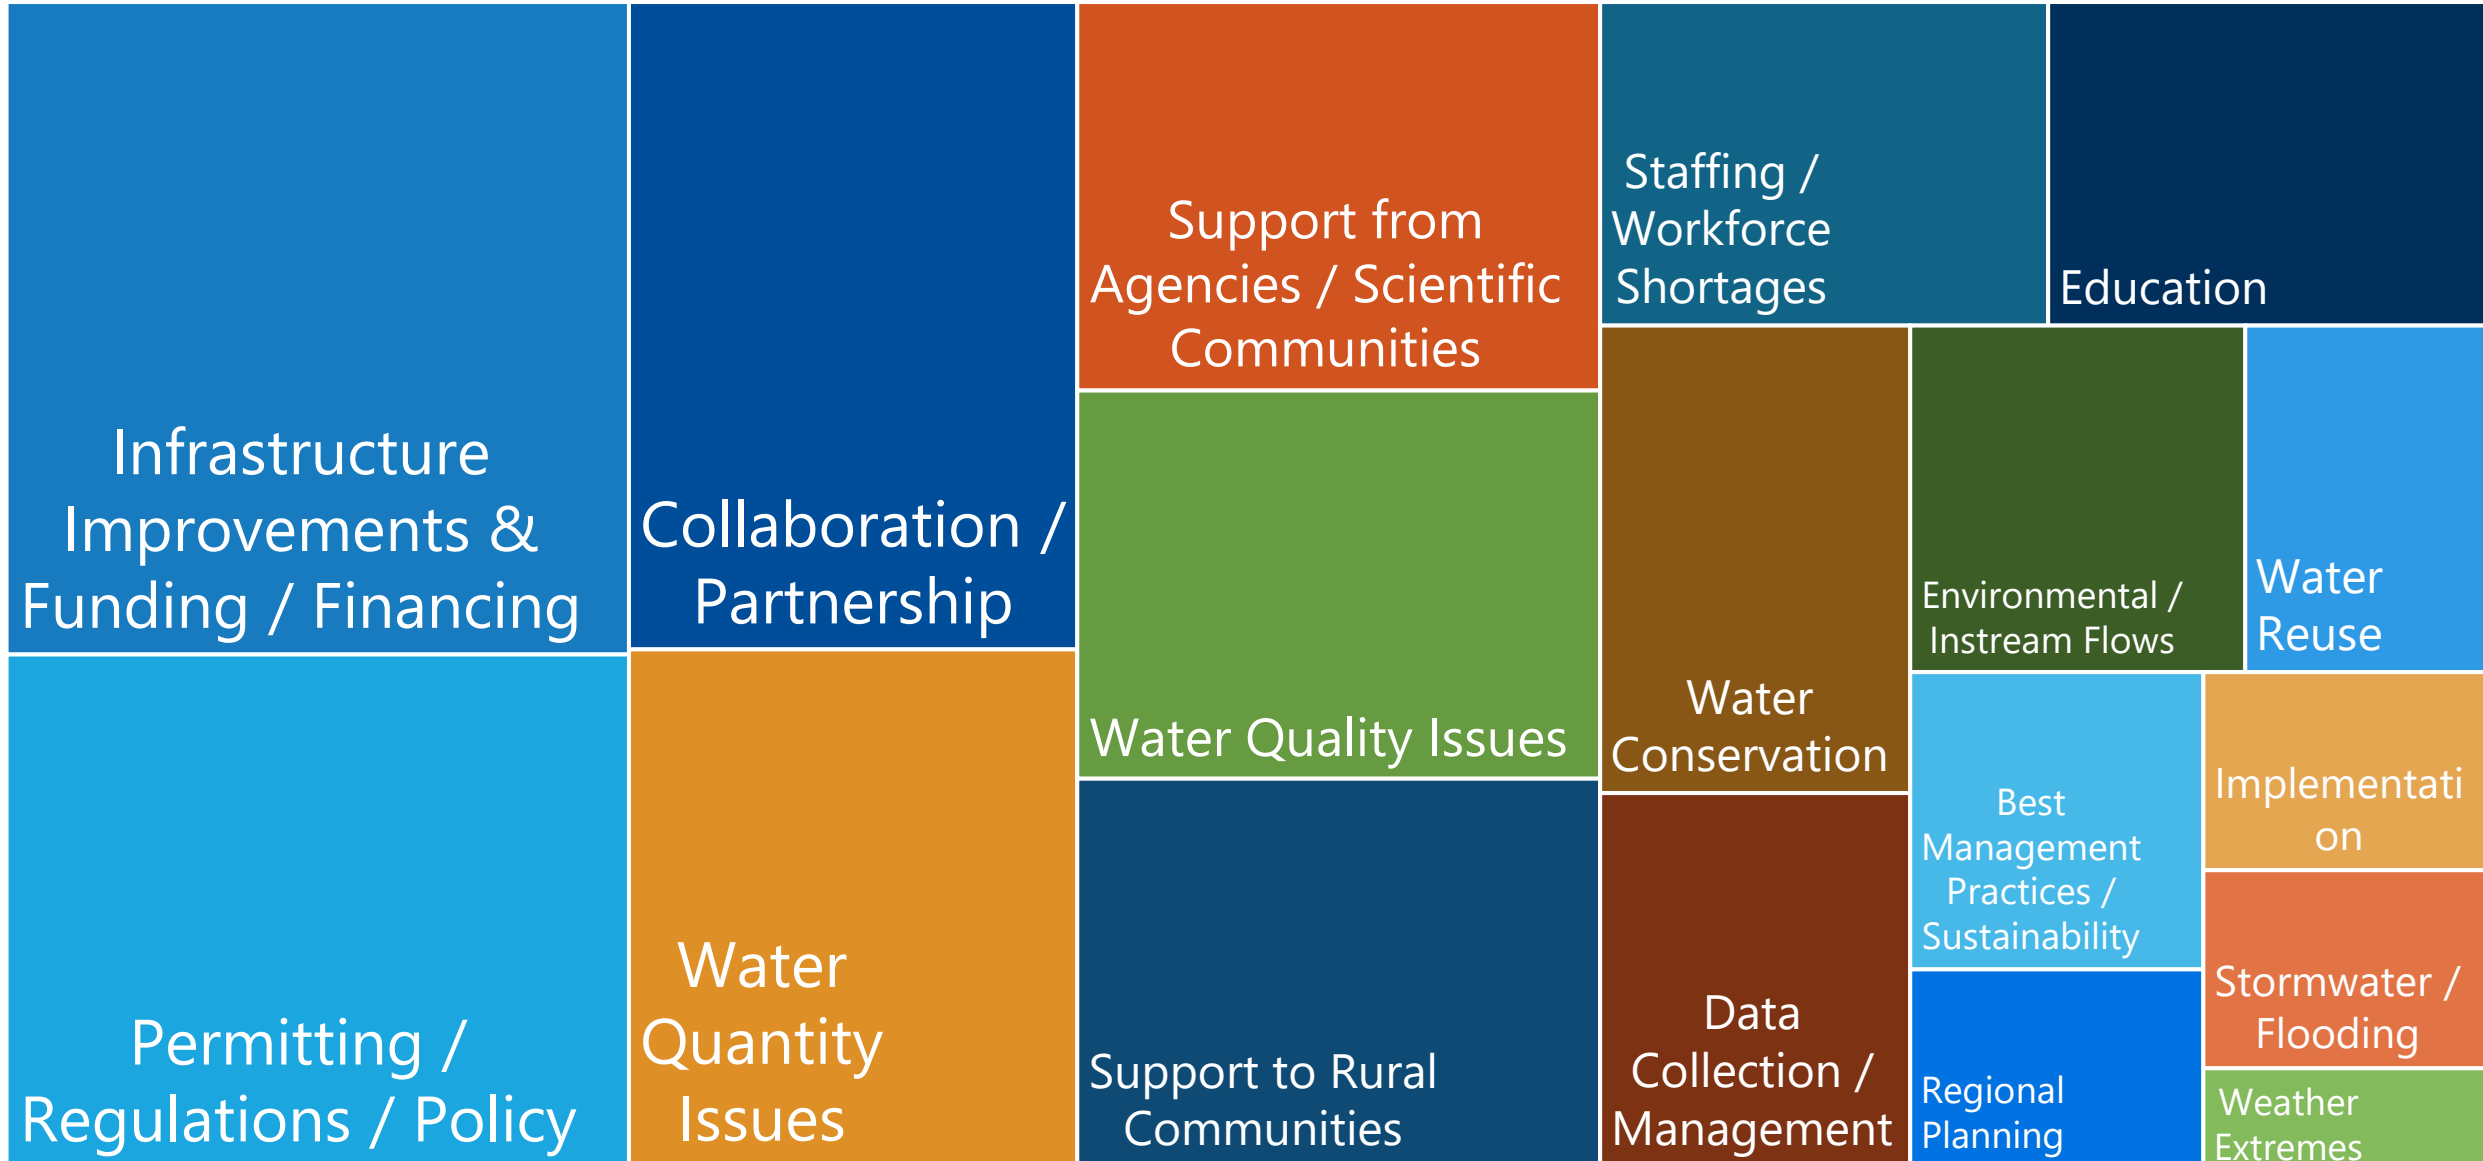 Infrastructure
Improvements &
Funding / Financing
Permitting /
Regulations / Policy
Collaboration /
Partnership
Water
Quantity
Issues
Support from
Agencies / Scientific
Communities
Water Quality Issues
Support to Rural
Communities
Staffing /
Workforce
Shortages
Education
Water
Conservation
Data
Collection /
Management
Environmental /
Instream Flows
Water
Reuse
Best
Management
Practices /
Sustainability
Regional
Planning
Implementati
on
Stormwater /
Flooding
Weather
Extremes